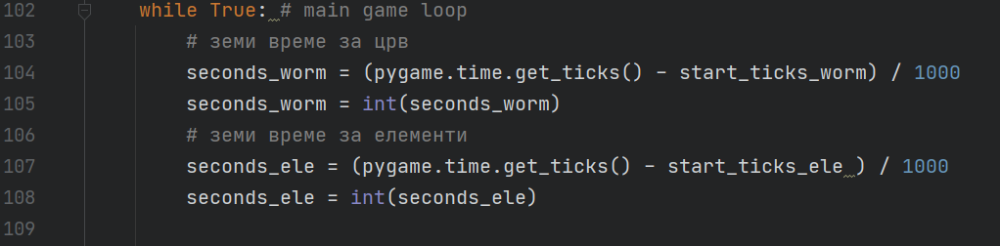 102 while True: # main game loop
103 # земи време за црв
104 seconds_worm = (pygame.time.get_ticks() - start_ticks_worm) / 1000
105 seconds_worm = int(seconds_worm)
106 # земи време за елементи
107 seconds_ele = (pygame.time.get_ticks() - start_ticks_ele ) / 1000
108 seconds_ele = int(seconds_ele)
109